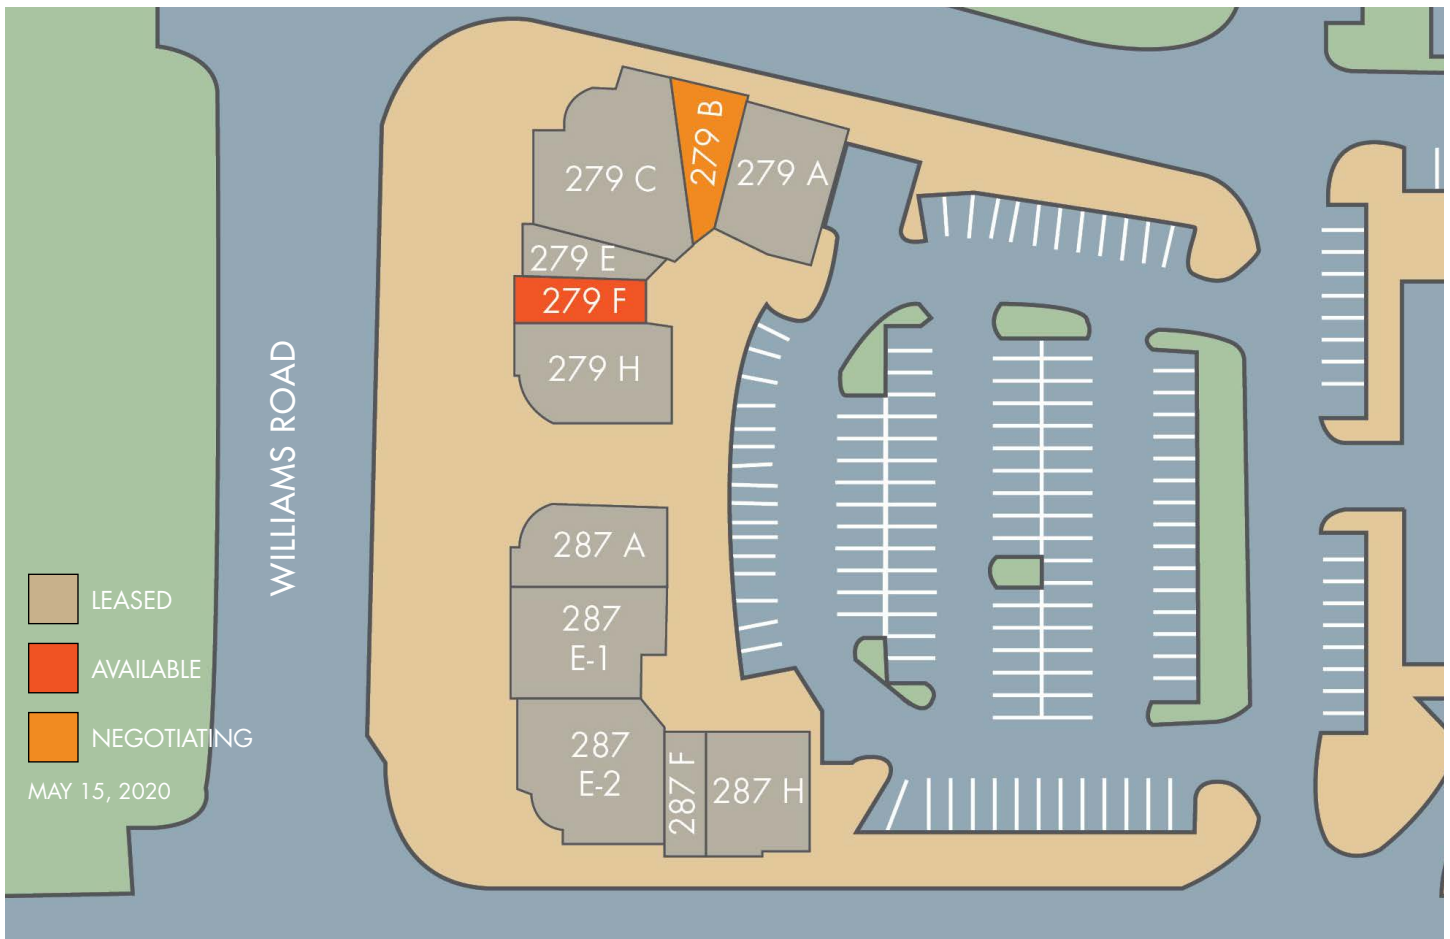 279 B
279 C
279 A
279 E
279 F
279 H
WILLIAMS ROAD
287 A
287
E-1
287
E-2
287 F
287 H
LEASED
AVAILABLE
NEGOTIATING
MAY 15, 2020